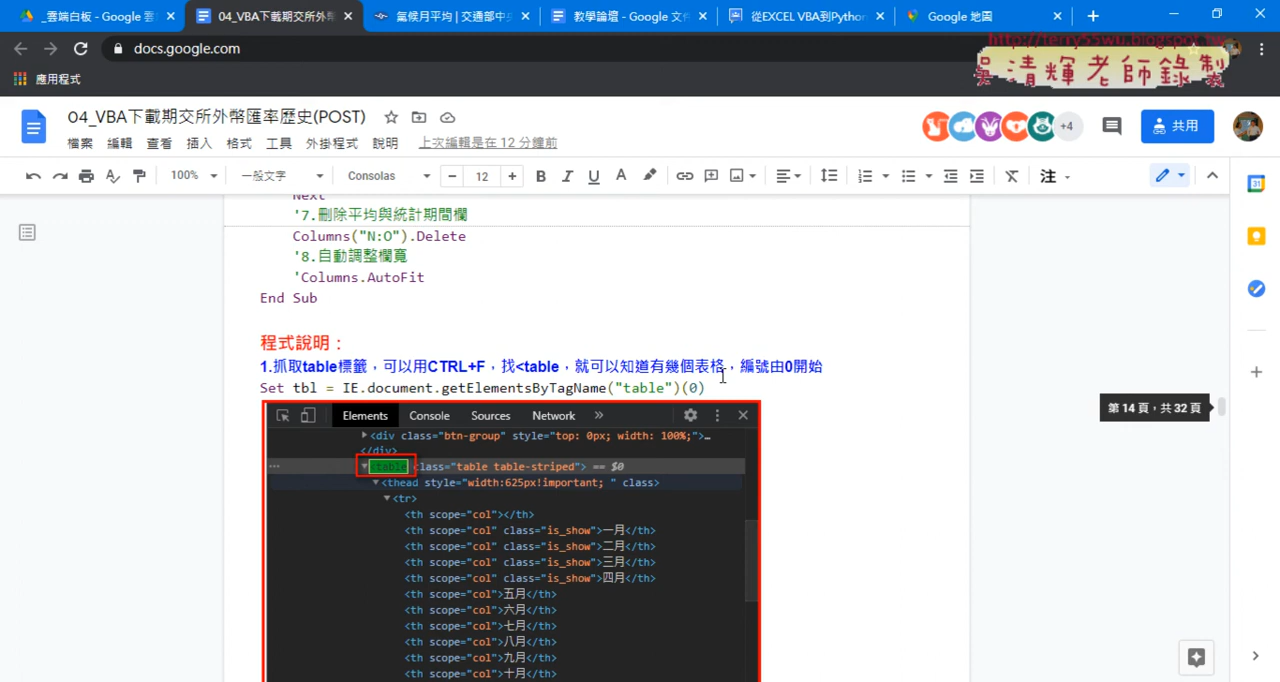 _雲端白板 - Google 雲
04_VBA下載期交所外幣
氣候月平均 | 交通部中央
教學論壇 - Google 文件
從EXCEL VBA到Python
Google 地圖
docs.google.com
http://terry55wu.blogspot.tw
吳清輝老師錄製
應用程式
04_VBA下載期交所外幣匯率歷史(POST)
+4
共用
檔案 編輯 查看 插入 格式 工具 外掛程式 說明 上次編輯是在 12 分鐘前
100% 一般文字 Consolas 12 B I U A 注
Next
'7.刪除平均與統計期間欄
Columns("N:O").Delete
'8.自動調整欄寬
'Columns.AutoFit
End Sub
程式說明：
1.抓取table標籤，可以用CTRL+F，找<table，就可以知道有幾個表格，編號由0開始
Set tbl = IE.document.getElementsByTagName("table")(0)
第 14 頁，共 32 頁
Elements Console Sources Network »
<div class="btn-group" style="top: 0px; width: 100%;">…
</div>
<table class="table table-striped"> == $0
<thead style="width:625px!important; " class>
<tr>
<th scope="col"></th>
<th scope="col" class="is_show">一月</th>
<th scope="col" class="is_show">二月</th>
<th scope="col" class="is_show">三月</th>
<th scope="col" class="is_show">四月</th>
<th scope="col">五月</th>
<th scope="col">六月</th>
<th scope="col">七月</th>
<th scope="col">八月</th>
<th scope="col">九月</th>
<th scope="col">十月</th>